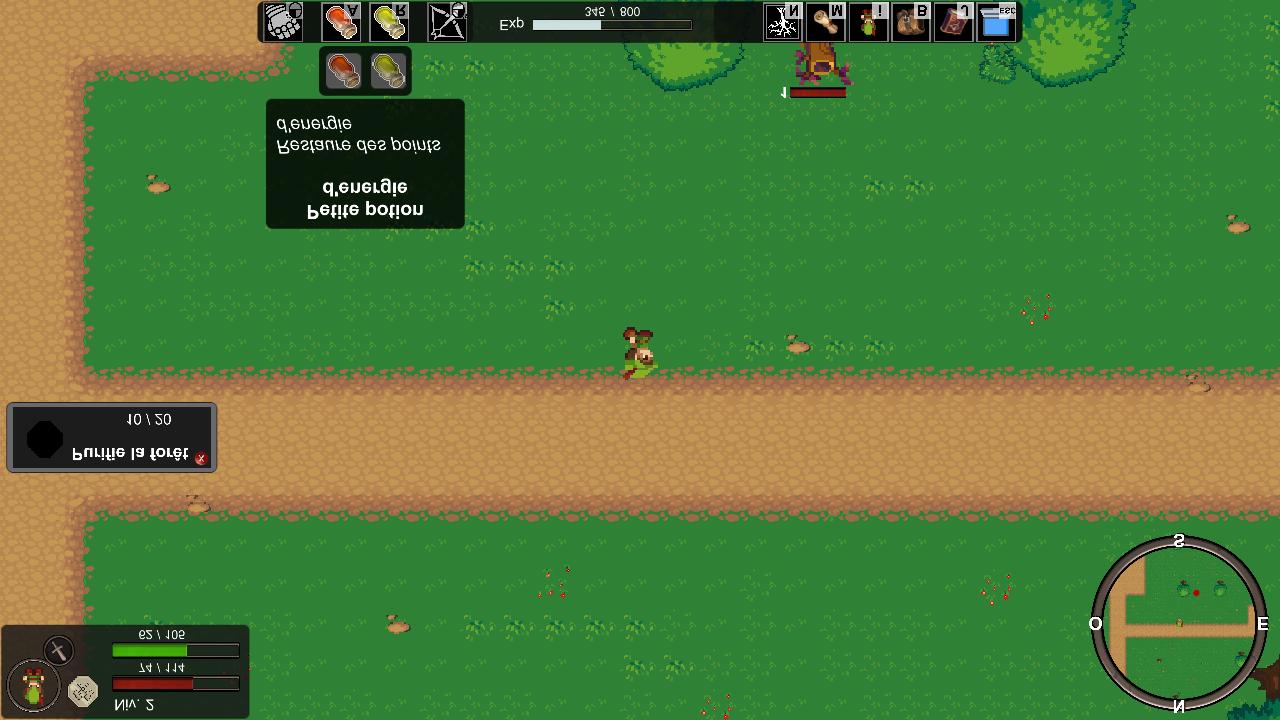 Niv. 2
74 / 114
62 / 105
N
O
E
S
Purifie la forêt
x
10 / 20
Petite potion
d'energie
Restaure des points
d'energie
1
A
R
Exp
345 / 800
N
M
I
B
J
ESC